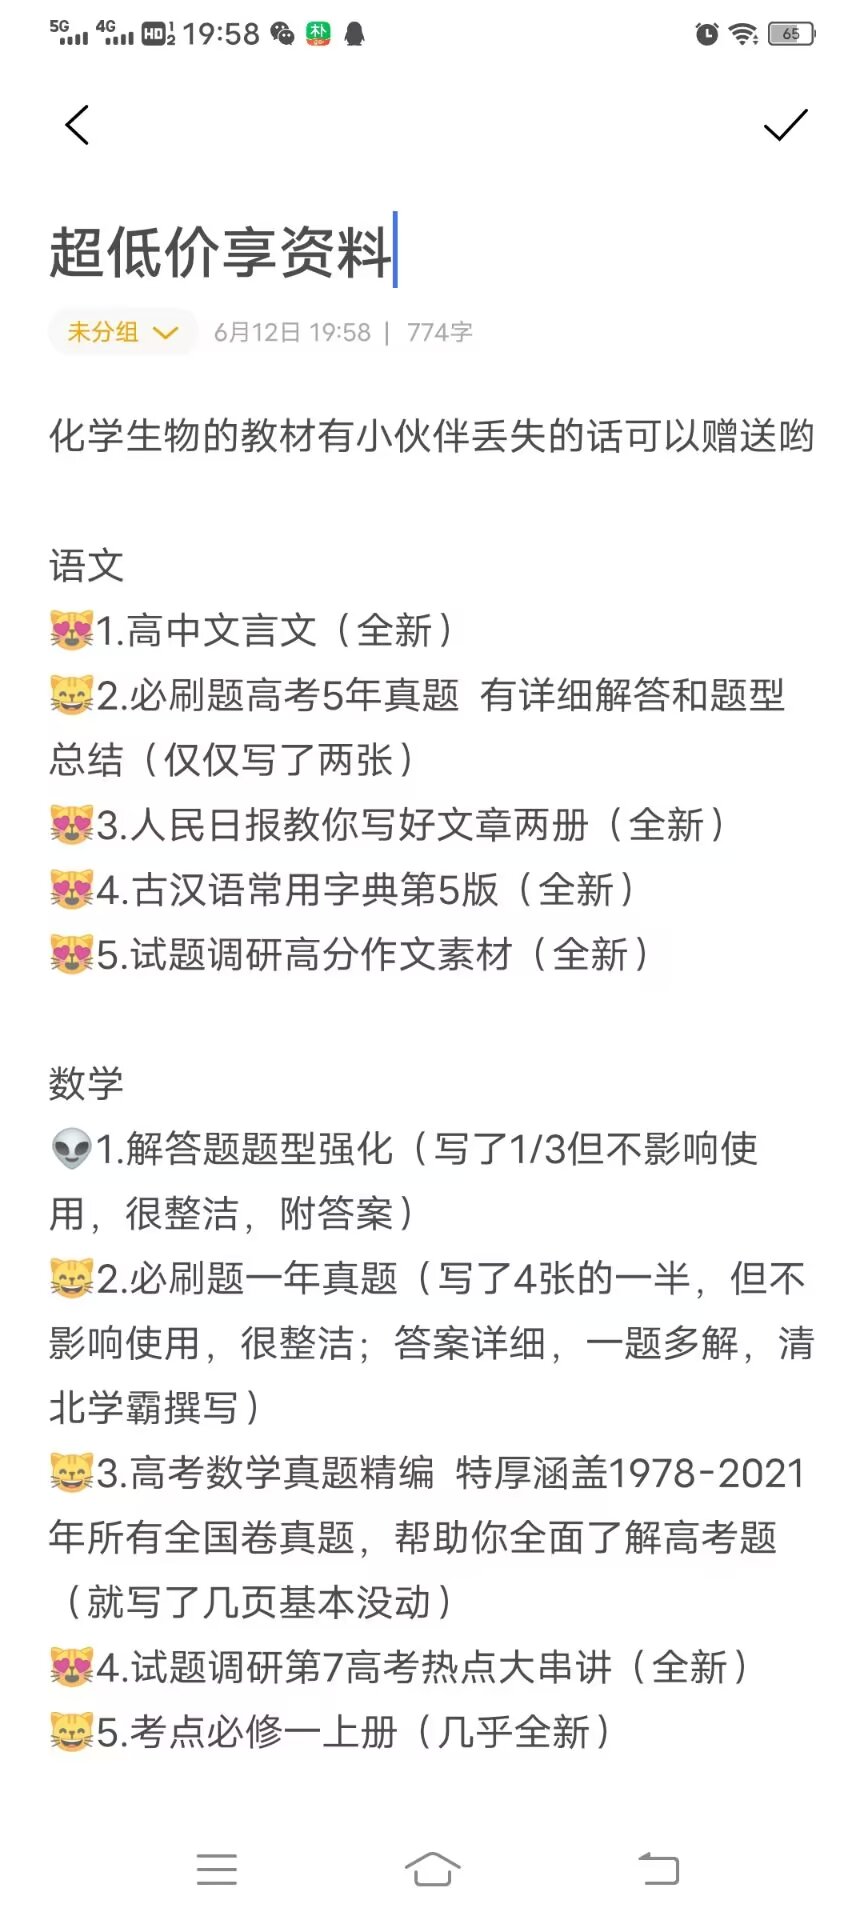 5G 4G HD 1 2 19:58 朴 65
超低价享资料
未分组 6月12日 19:58 | 774字
化学生物的教材有小伙伴丢失的话可以赠送哟
语文
😻1.高中文言文（全新）
😸2.必刷题高考5年真题 有详细解答和题型
总结（仅仅写了两张）
😻3.人民日报教你写好文章两册（全新）
😻4.古汉语常用字典第5版（全新）
😻5.试题调研高分作文素材（全新）
数学
👽1.解答题题型强化（写了1/3但不影响使
用，很整洁，附答案）
😸2.必刷题一年真题（写了4张的一半，但不
影响使用，很整洁；答案详细，一题多解，清
北学霸撰写）
😸3.高考数学真题精编 特厚涵盖1978-2021
年所有全国卷真题，帮助你全面了解高考题
（就写了几页基本没动）
😻4.试题调研第7高考热点大串讲（全新）
😸5.考点必修一上册（几乎全新）